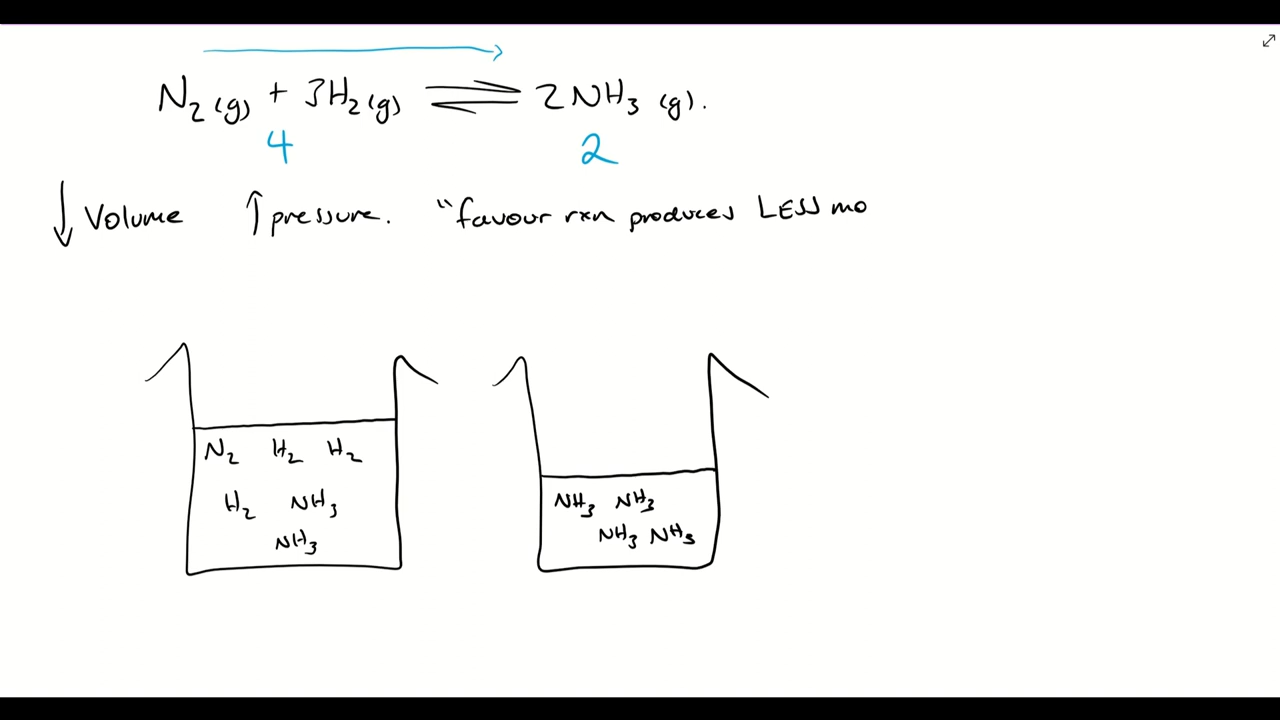 N₂(g) + 3H₂(g) ⇌ 2NH₃(g).
4 2
↓ Volume ↑ pressure. "favour rxn produces LESS mo
N₂ H₂ H₂
H₂ NH₃
NH₃
NH₃ NH₃
NH₃ NH₃